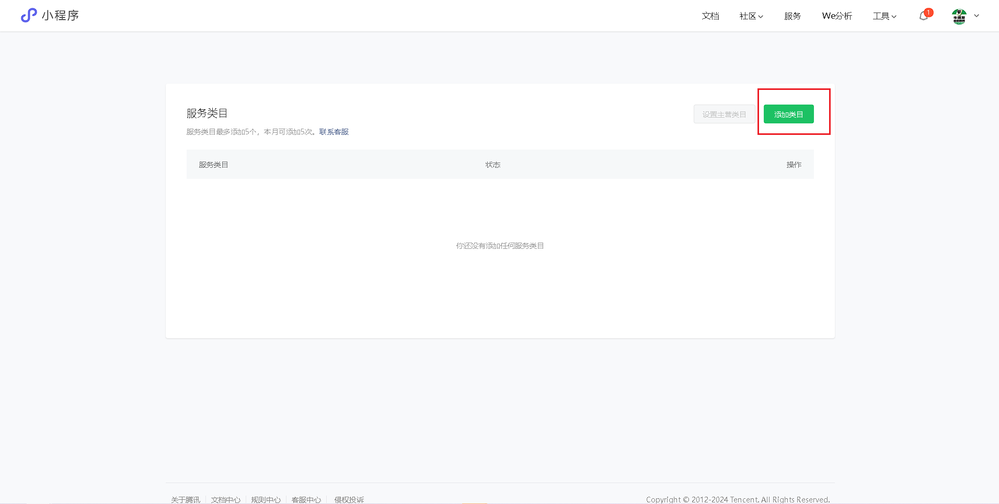 小程序
文档 社区 服务 We分析 工具 1
服务类目
设置主营类目 添加类目
服务类目最多添加5个，本月可添加5次。联系客服
服务类目 状态 操作
你还没有添加任何服务类目
关于腾讯 文档中心 规则中心 客服中心 侵权投诉
Copyright © 2012-2024 Tencent. All Rights Reserved.